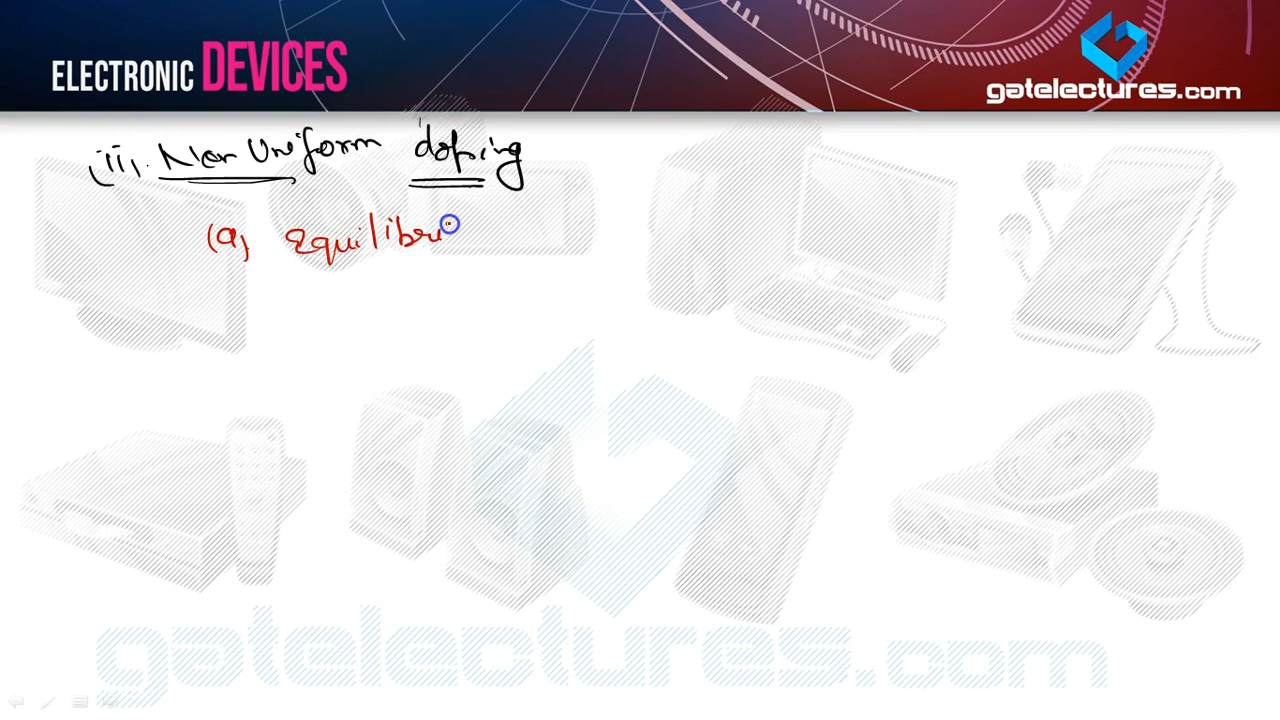 ELECTRONIC DEVICES
gatelectures.com
(ii). Non Uniform doping
(a) Equilibri
gatelectures.com